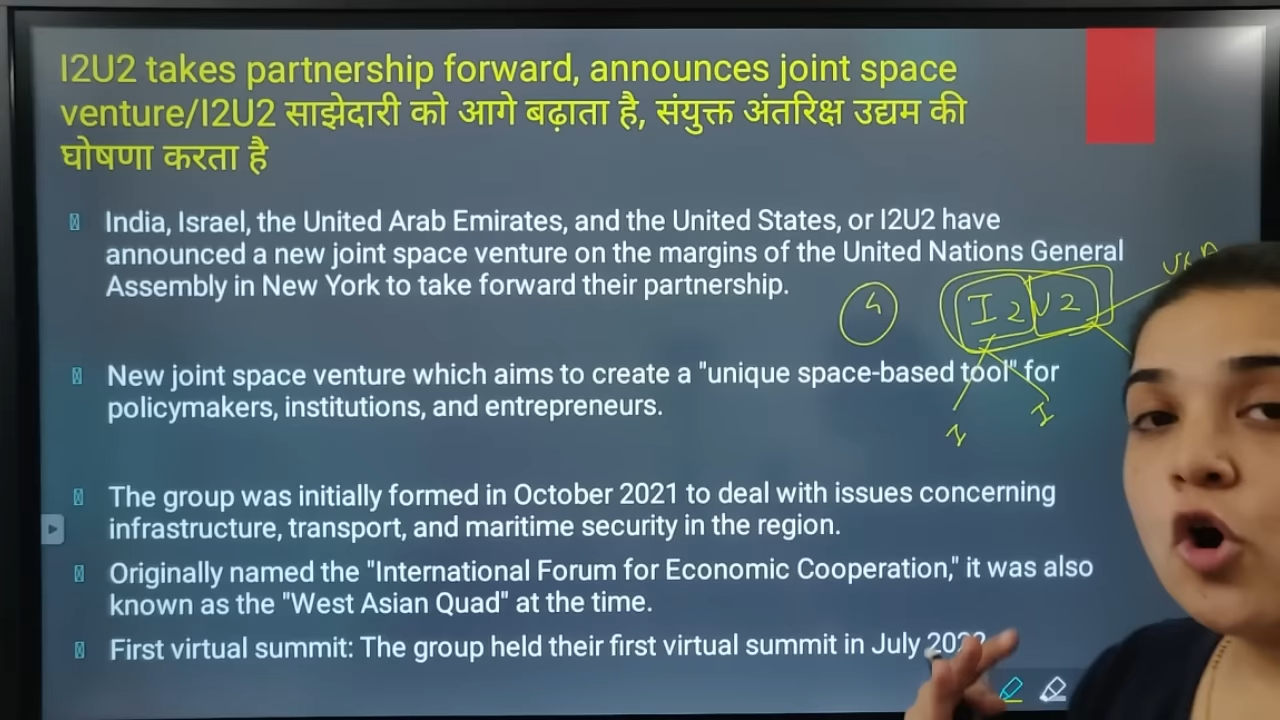 I2U2 takes partnership forward, announces joint space
venture/I2U2 साझेदारी को आगे बढ़ाता है, संयुक्त अंतरिक्ष उद्यम की
घोषणा करता है
India, Israel, the United Arab Emirates, and the United States, or I2U2 have
announced a new joint space venture on the margins of the United Nations General
Assembly in New York to take forward their partnership.
4 I2U2
New joint space venture which aims to create a "unique space-based tool" for
policymakers, institutions, and entrepreneurs.
I I
The group was initially formed in October 2021 to deal with issues concerning
infrastructure, transport, and maritime security in the region.
Originally named the "International Forum for Economic Cooperation," it was also
known as the "West Asian Quad" at the time.
First virtual summit: The group held their first virtual summit in July